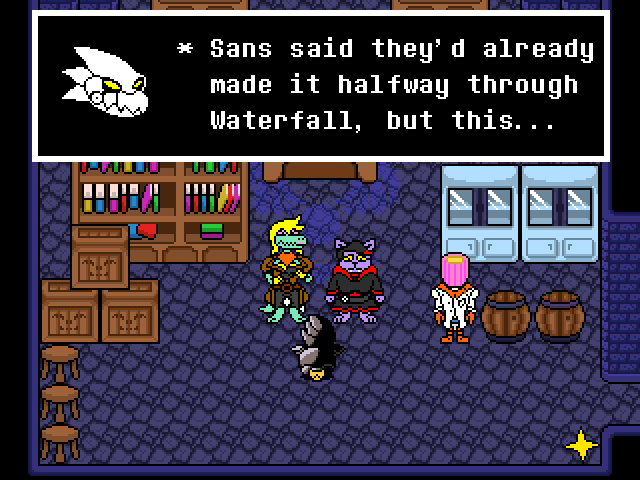 * Sans said they'd already
made it halfway through
Waterfall, but this...